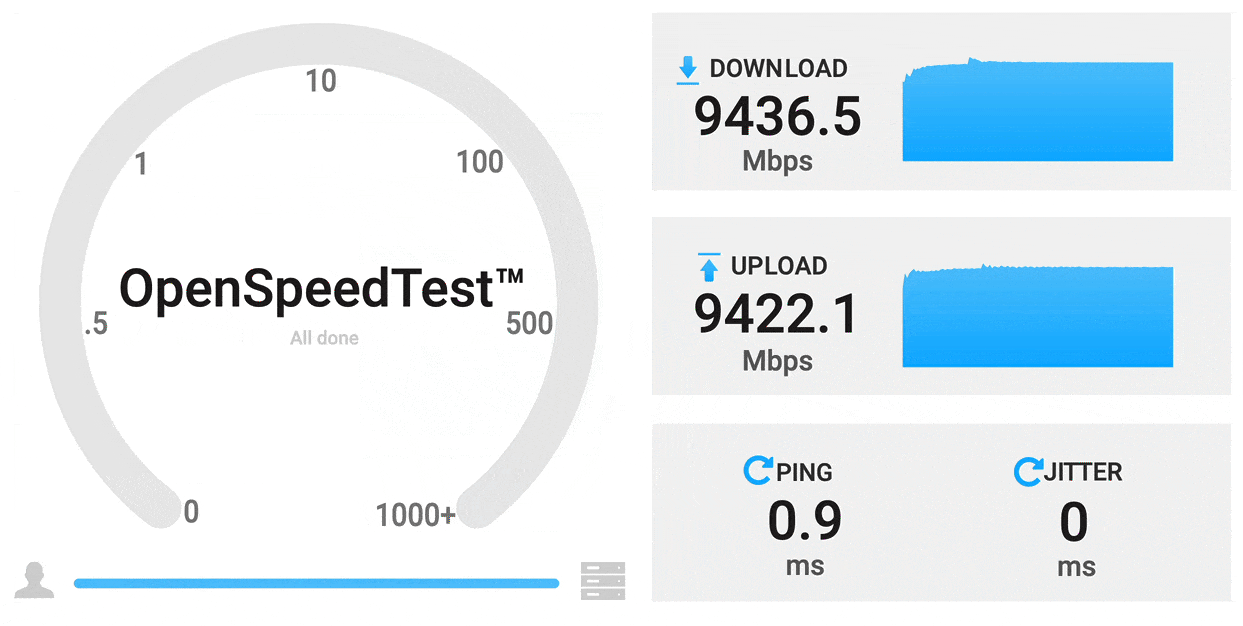 10
1
100
OpenSpeedTest™
.5
500
All done
0
1000+
DOWNLOAD
9436.5
Mbps
UPLOAD
9422.1
Mbps
PING
0.9
ms
JITTER
0
ms